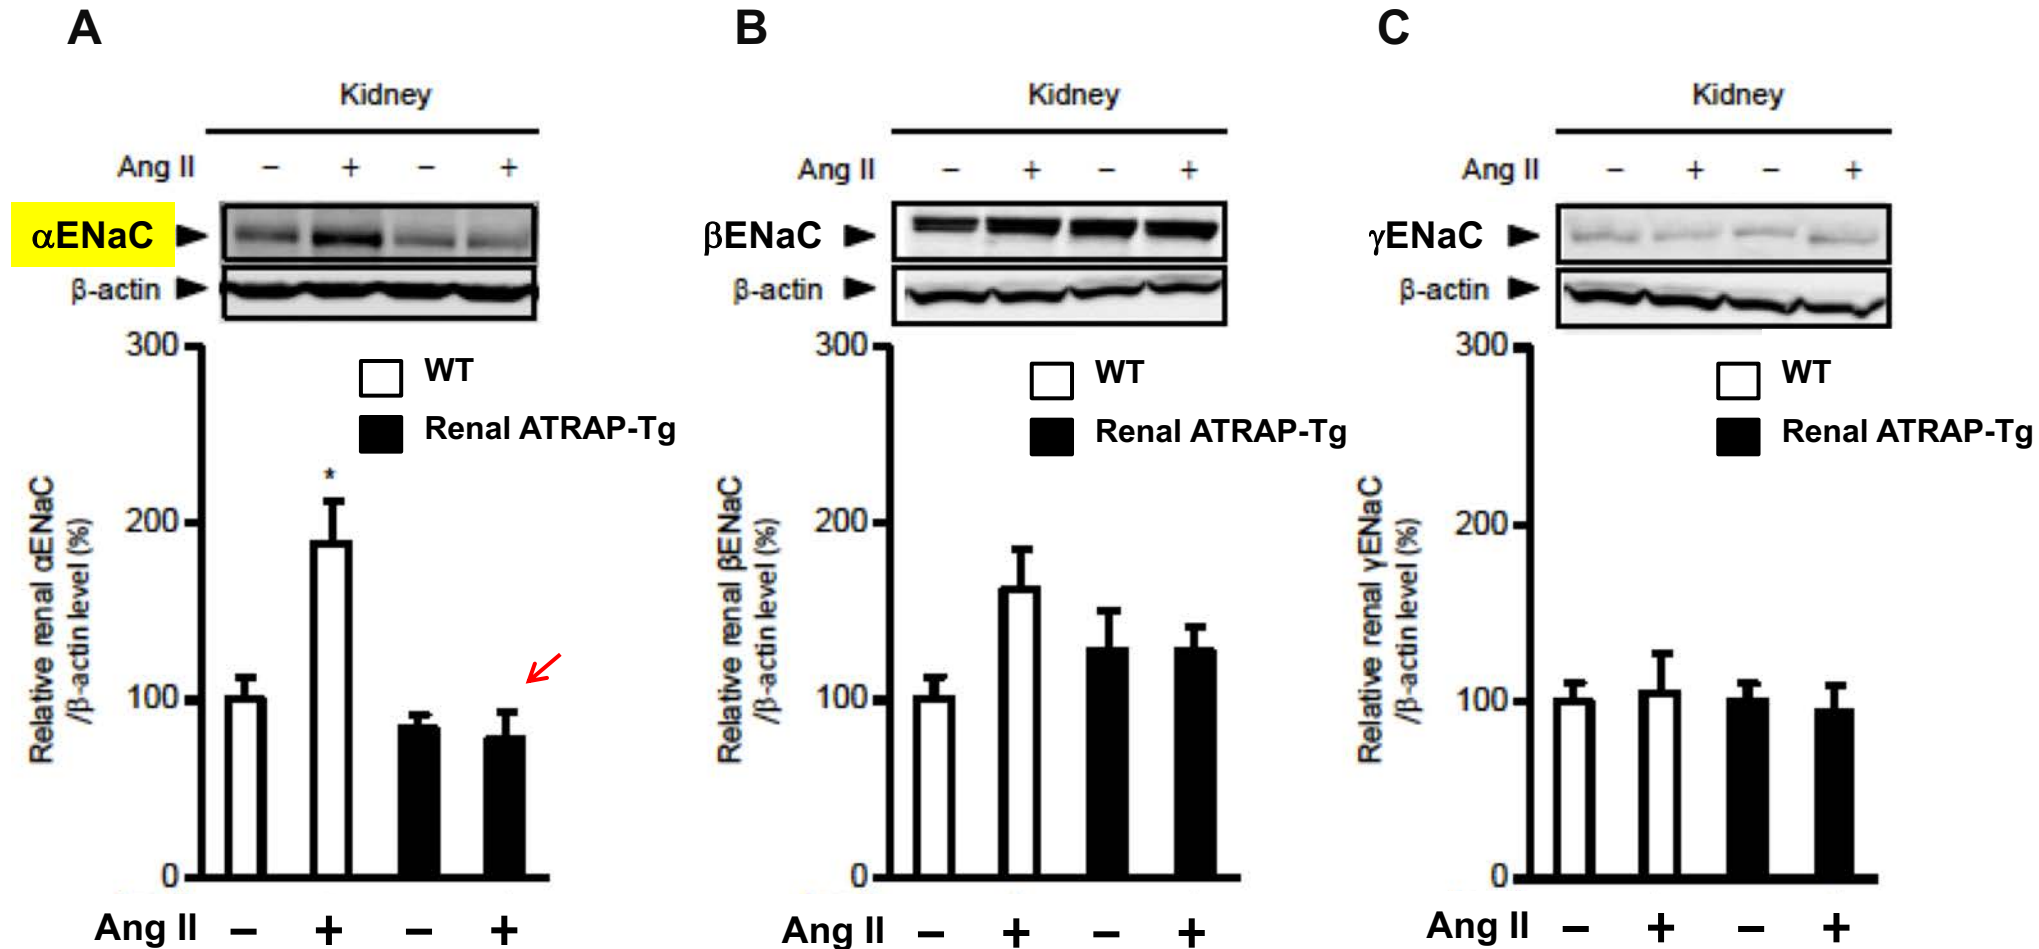 A
Kidney
Ang II − + − +
αENaC
β-actin
300
WT
Renal ATRAP-Tg
*
200
100
0
Relative renal αENaC
/β-actin level (%)
Ang II − + − +
B
Kidney
Ang II − + − +
βENaC
β-actin
300
WT
Renal ATRAP-Tg
200
100
0
Relative renal βENaC
/β-actin level (%)
Ang II − + − +
C
Kidney
Ang II − + − +
γENaC
β-actin
300
WT
Renal ATRAP-Tg
200
100
0
Relative renal γENaC
/β-actin level (%)
Ang II − + − +